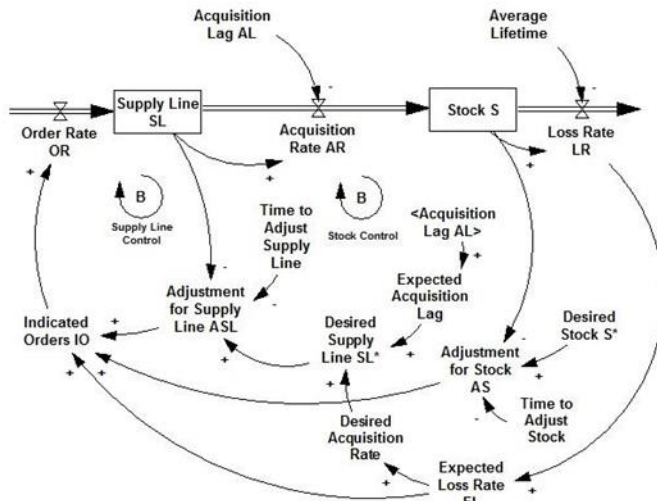 Acquisition
Lag AL
Average
Lifetime
Supply Line
SL
Stock S
Order Rate
OR
Acquisition
Rate AR
Loss Rate
LR
B
Supply Line
Control
Time to
Adjust Supply
Line
B
Stock Control
<Acquisition
Lag AL>
Expected
Acquisition
Lag
Adjustment
for Supply
Line ASL
Indicated
Orders IO
Desired
Supply
Line SL*
Desired
Stock S*
Adjustment
for Stock
AS
Time to
Adjust
Stock
Desired
Acquisition
Rate
Expected
Loss Rate